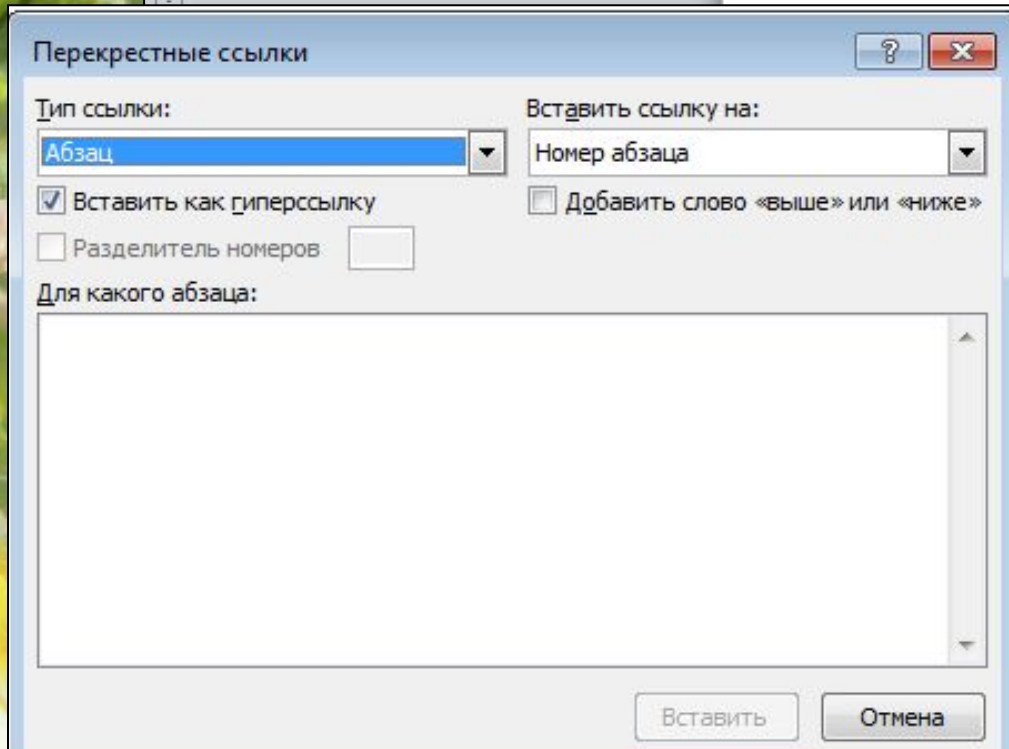 Перекрестные ссылки
Тип ссылки:
Вставить ссылку на:
Абзац
Номер абзаца
Вставить как гиперссылку
Добавить слово «выше» или «ниже»
Разделитель номеров
Для какого абзаца:
Вставить
Отмена